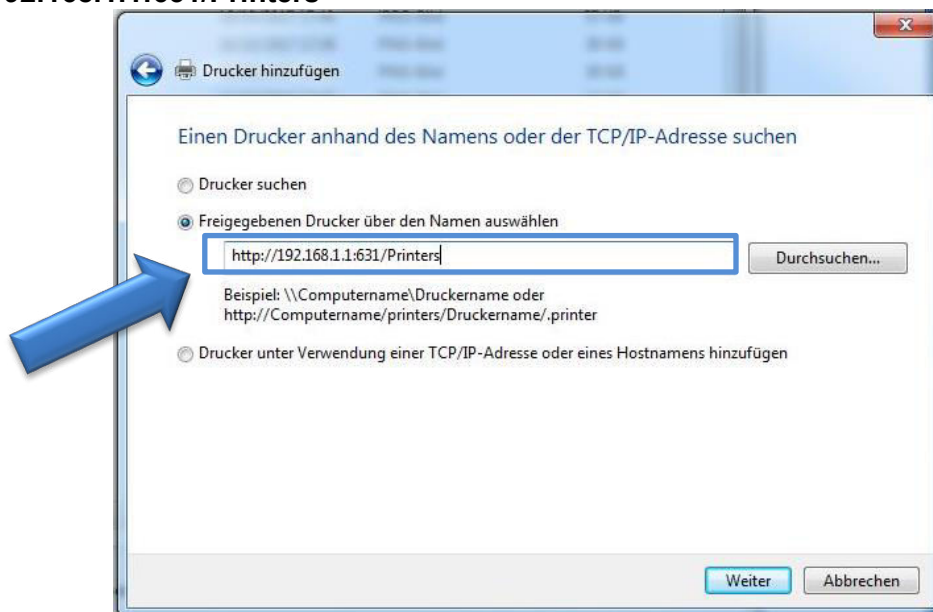 Drucker hinzufügen
Einen Drucker anhand des Namens oder der TCP/IP-Adresse suchen
Drucker suchen
Freigegebenen Drucker über den Namen auswählen
http://192.168.1.1:631/Printers
Durchsuchen...
Beispiel: \\Computername\Druckername oder
http://Computername/printers/Druckername/.printer
Drucker unter Verwendung einer TCP/IP-Adresse oder eines Hostnamens hinzufügen
Weiter
Abbrechen